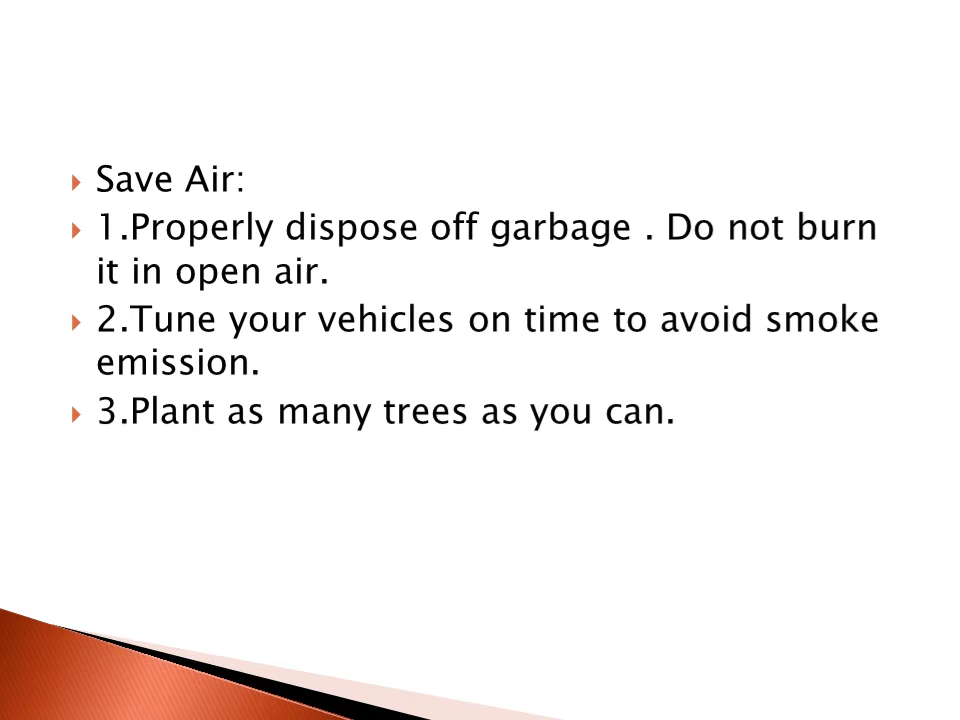 Save Air:
1.Properly dispose off garbage . Do not burn
it in open air.
2.Tune your vehicles on time to avoid smoke
emission.
3.Plant as many trees as you can.